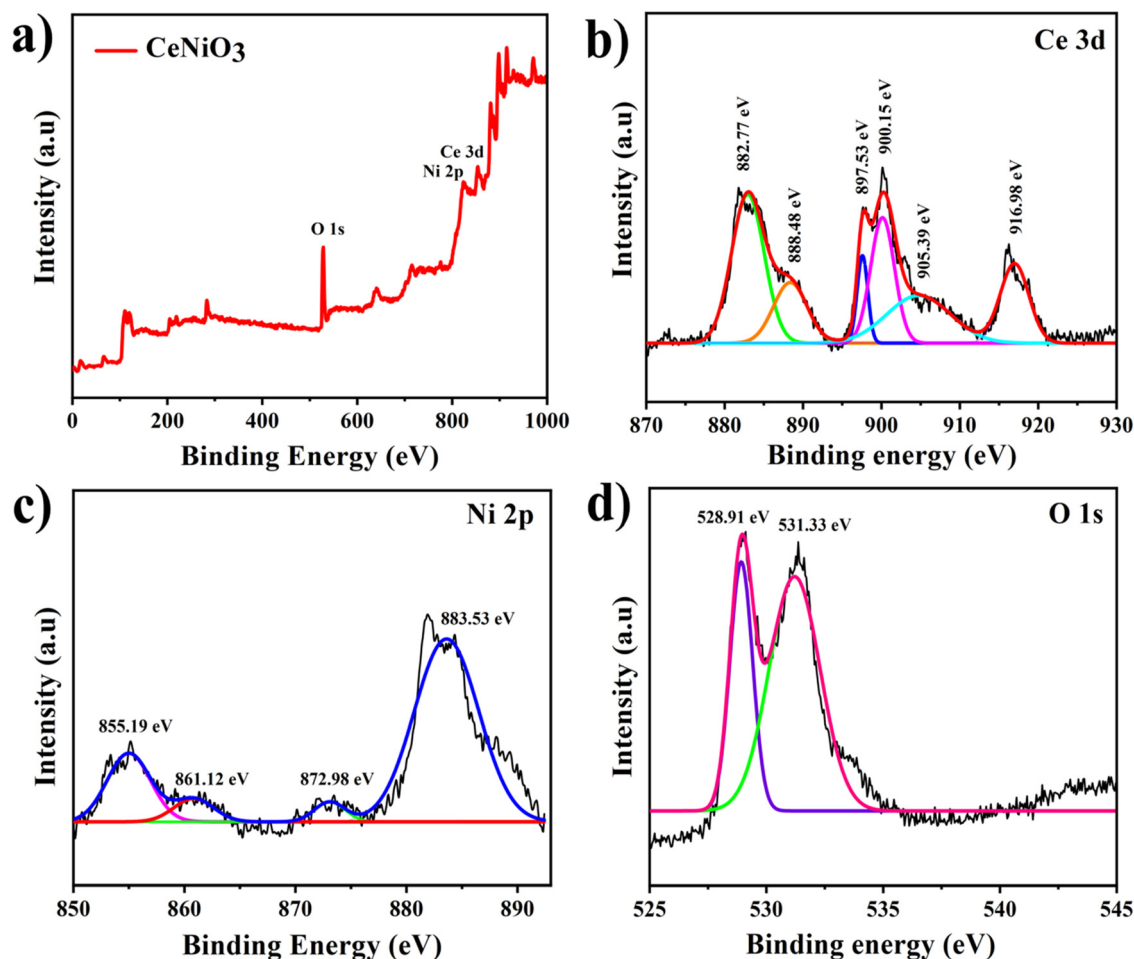 a)
CeNiO3
O 1s
Ce 3d
Ni 2p
Intensity (a.u)
0 200 400 600 800 1000
Binding Energy (eV)
b)
Ce 3d
882.77 eV
888.48 eV
897.53 eV
900.15 eV
905.39 eV
916.98 eV
Intensity (a.u)
870 880 890 900 910 920 930
Binding energy (eV)
c)
Ni 2p
855.19 eV
861.12 eV
872.98 eV
883.53 eV
Intensity (a.u)
850 860 870 880 890
Binding Energy (eV)
d)
O 1s
528.91 eV
531.33 eV
Intensity (a.u)
525 530 535 540 545
Binding energy (eV)